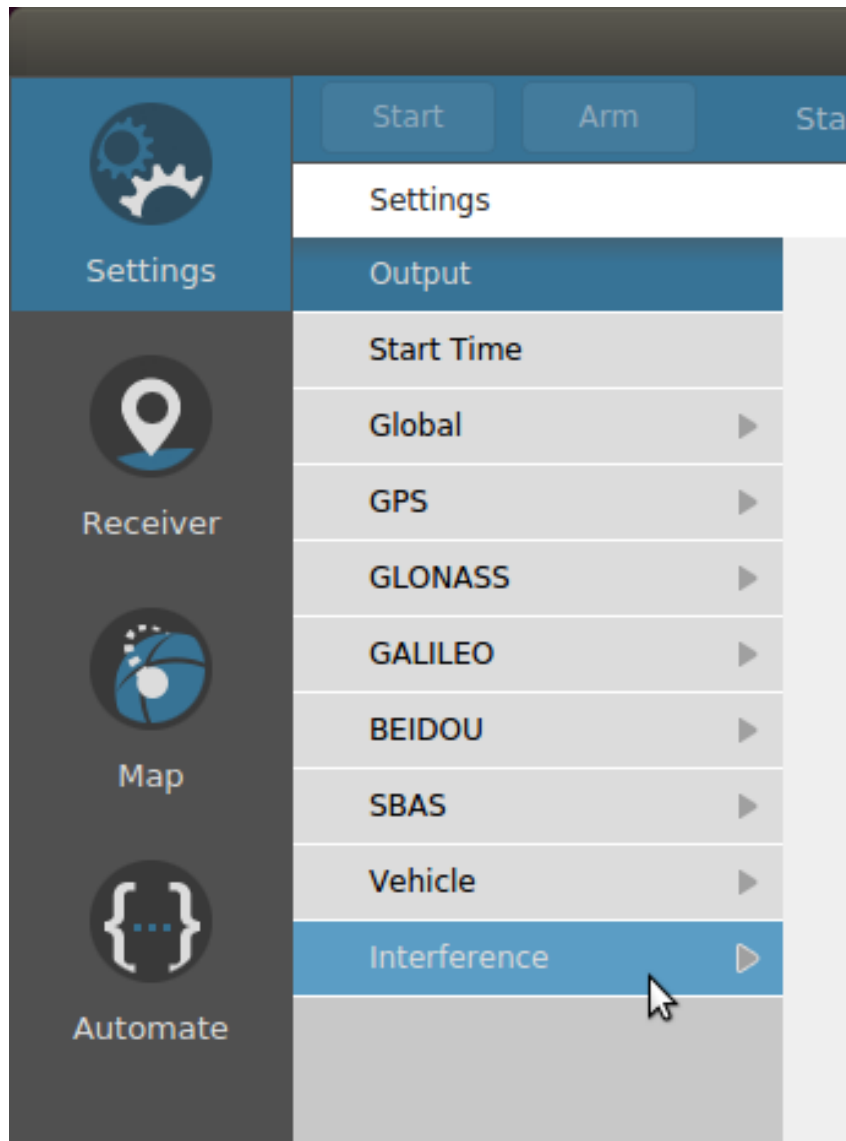 Start Arm
Settings
Settings
Output
Start Time
Global
GPS
Receiver
GLONASS
GALILEO
BEIDOU
Map
SBAS
Vehicle
Interference
Automate